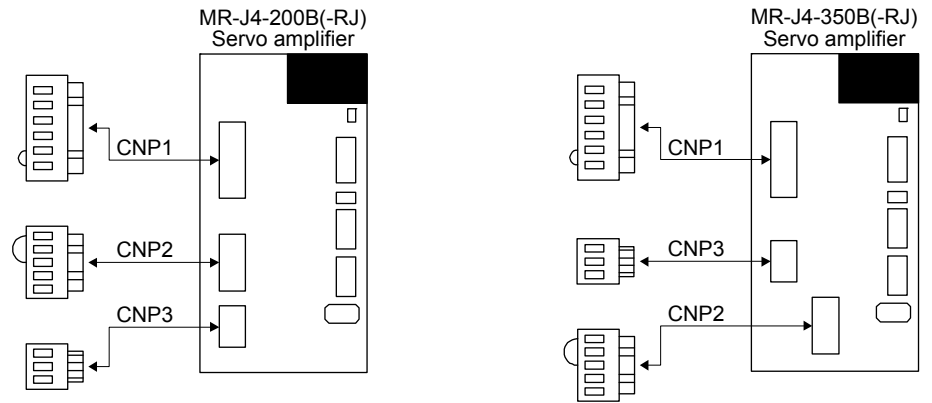 MR-J4-200B(-RJ)
Servo amplifier
CNP1
CNP2
CNP3
MR-J4-350B(-RJ)
Servo amplifier
CNP1
CNP3
CNP2